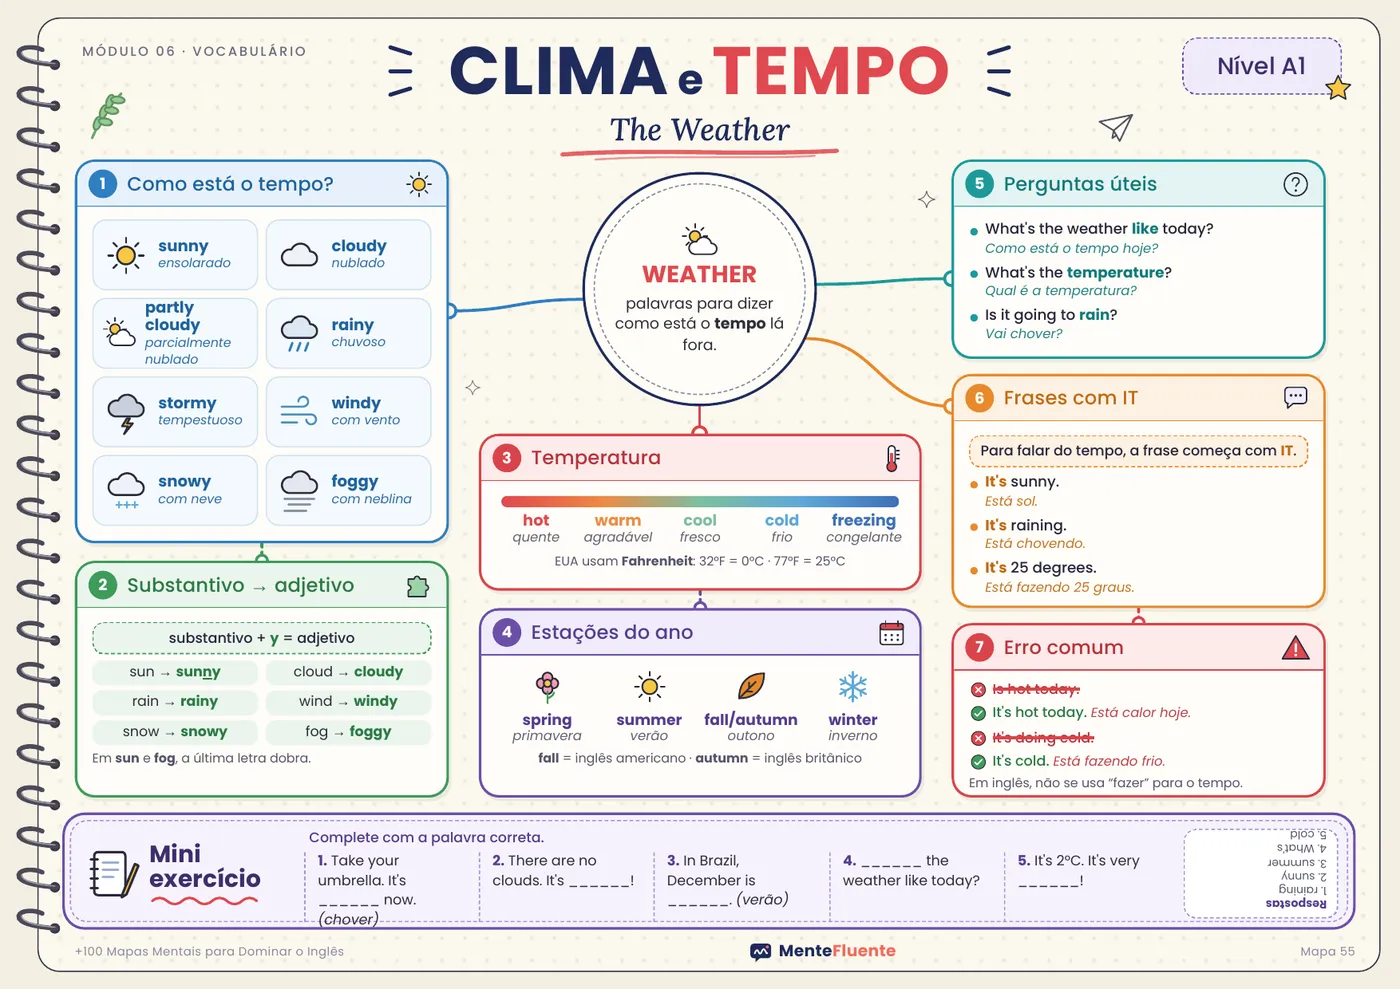 MÓDULO 06 · VOCABULÁRIO
CLIMA e TEMPO
The Weather
Nível A1
1 Como está o tempo?
sunny
ensolarado
cloudy
nublado
partly
cloudy
parcialmente
nublado
rainy
chuvoso
stormy
tempestuoso
windy
com vento
snowy
com neve
foggy
com neblina
2 Substantivo → adjetivo
substantivo + y = adjetivo
sun → sunny
cloud → cloudy
rain → rainy
wind → windy
snow → snowy
fog → foggy
Em sun e fog, a última letra dobra.
WEATHER
palavras para dizer
como está o tempo lá
fora.
3 Temperatura
hot
quente
warm
agradável
cool
fresco
cold
frio
freezing
congelante
EUA usam Fahrenheit: 32°F = 0°C · 77°F = 25°C
4 Estações do ano
spring
primavera
summer
verão
fall/autumn
outono
winter
inverno
fall = inglês americano · autumn = inglês britânico
5 Perguntas úteis
What's the weather like today?
Como está o tempo hoje?
What's the temperature?
Qual é a temperatura?
Is it going to rain?
Vai chover?
6 Frases com IT
Para falar do tempo, a frase começa com IT.
It's sunny.
Está sol.
It's raining.
Está chovendo.
It's 25 degrees.
Está fazendo 25 graus.
7 Erro comum
Is hot today.
It's hot today. Está calor hoje.
It's doing cold.
It's cold. Está fazendo frio.
Em inglês, não se usa “fazer” para o tempo.
Mini
exercício
Complete com a palavra correta.
1. Take your
umbrella. It's
______ now.
(chover)
2. There are no
clouds. It's ______!
3. In Brazil,
December is
______. (verão)
4. ______ the
weather like today?
5. It's 2°C. It's very
______!
Respostas
1. raining
2. sunny
3. summer
4. What's
5. cold
+100 Mapas Mentais para Dominar o Inglês
MenteFluente
Mapa 55